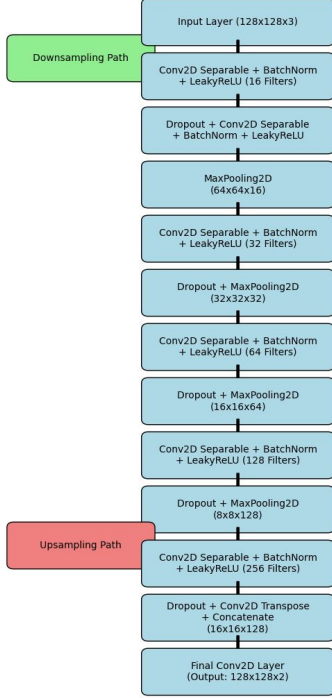 Input Layer (128x128x3)
Downsampling Path
Conv2D Separable + BatchNorm
+ LeakyReLU (16 Filters)
Dropout + Conv2D Separable
+ BatchNorm + LeakyReLU
MaxPooling2D
(64x64x16)
Conv2D Separable + BatchNorm
+ LeakyReLU (32 Filters)
Dropout + MaxPooling2D
(32x32x32)
Conv2D Separable + BatchNorm
+ LeakyReLU (64 Filters)
Dropout + MaxPooling2D
(16x16x64)
Conv2D Separable + BatchNorm
+ LeakyReLU (128 Filters)
Dropout + MaxPooling2D
(8x8x128)
Upsampling Path
Conv2D Separable + BatchNorm
+ LeakyReLU (256 Filters)
Dropout + Conv2D Transpose
+ Concatenate
(16x16x128)
Final Conv2D Layer
(Output: 128x128x2)